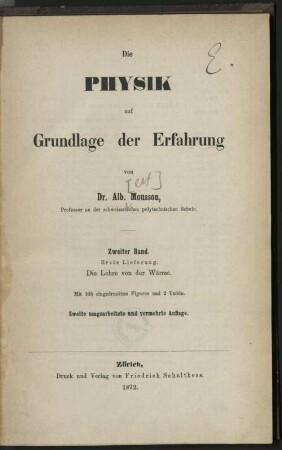 Die
PHYSIK
auf
Grundlage der Erfahrung
von
[ert]
Dr. Alb. Mousson,
Professor an der schweizerischen polytechnischen Schule.
Zweiter Band.
Erste Lieferung.
Die Lehre von der Wärme.
Mit eingedruckten Figuren und 2 Tafeln.
Zweite umgearbeitete und vermehrte Auflage.
Zürich,
Druck und Verlag von Friedrich Schulthess.
1872.